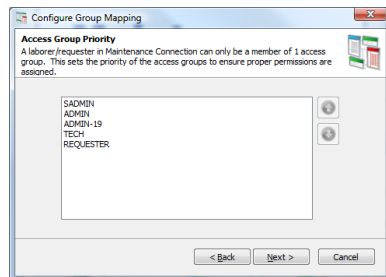 Configure Group Mapping
Access Group Priority
A laborer/requester in Maintenance Connection can only be a member of 1 access
group. This sets the priority of the access groups to ensure proper permissions are
assigned.
SADMIN
ADMIN
ADMIN-19
TECH
REQUESTER
< Back
Next >
Cancel